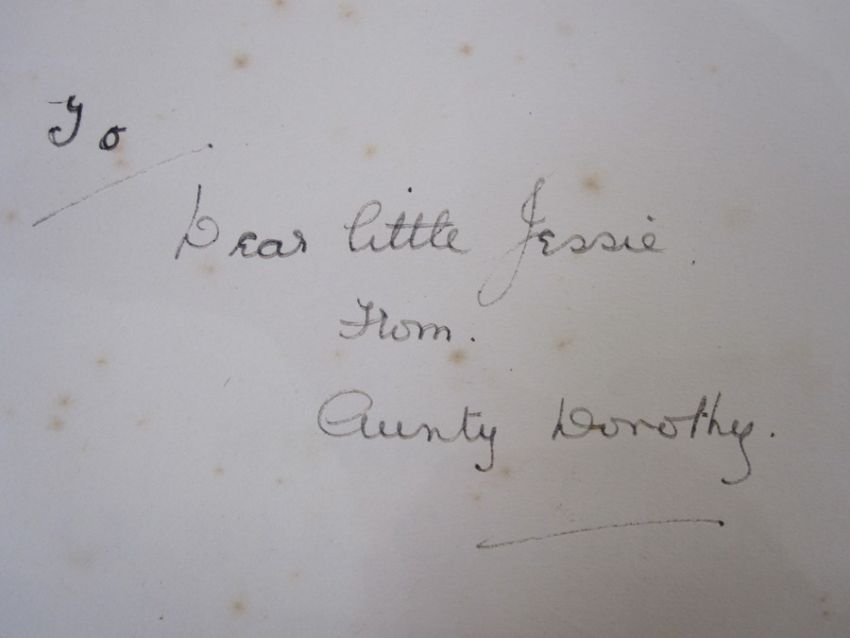 To
Dear little Jessie.
From.
Aunty Dorothy.